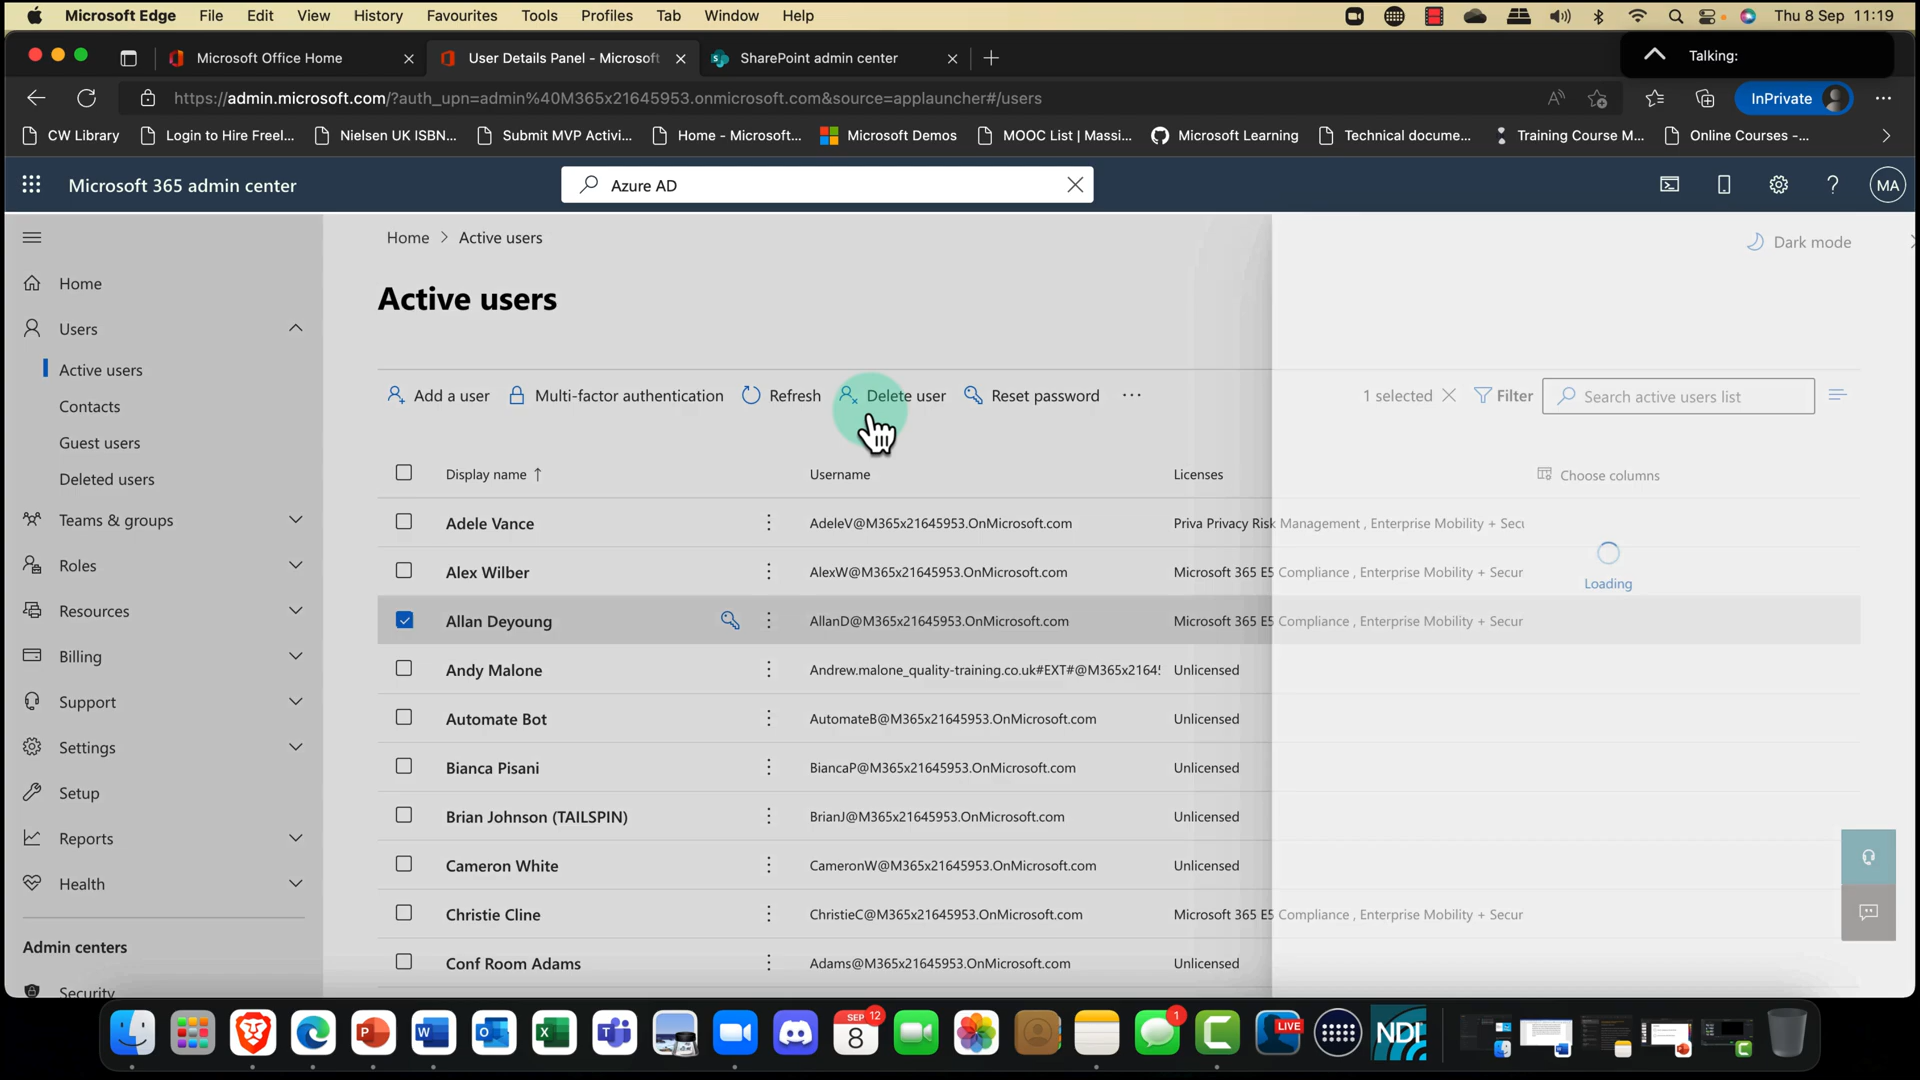 Microsoft Edge File Edit View History Favourites Tools Profiles Tab Window Help Thu 8 Sep 11:19
Microsoft Office Home User Details Panel - Microsoft SharePoint admin center Talking:
https://admin.microsoft.com/?auth_upn=admin%40M365x21645953.onmicrosoft.com&source=applauncher#/users InPrivate
CW Library Login to Hire Freel... Nielsen UK ISBN... Submit MVP Activi... Home - Microsoft... Microsoft Demos MOOC List | Massi... Microsoft Learning Technical docume... Training Course M... Online Courses -...
Microsoft 365 admin center Azure AD MA
Home > Active users
Dark mode
Home
Users
Active users
Contacts
Guest users
Deleted users
Teams & groups
Roles
Resources
Billing
Support
Settings
Setup
Reports
Health
Admin centers
Security
Active users
Add a user Multi-factor authentication Refresh Delete user Reset password ... 1 selected Filter Search active users list
Display name ↑ Username Licenses Choose columns
Adele Vance AdeleV@M365x21645953.OnMicrosoft.com Priva Privacy Risk Management , Enterprise Mobility + Secu
Loading
Alex Wilber AlexW@M365x21645953.OnMicrosoft.com Microsoft 365 E5 Compliance , Enterprise Mobility + Secur
Allan Deyoung AllanD@M365x21645953.OnMicrosoft.com Microsoft 365 E5 Compliance , Enterprise Mobility + Secur
Andy Malone Andrew.malone_quality-training.co.uk#EXT#@M365x2164! Unlicensed
Automate Bot AutomateB@M365x21645953.OnMicrosoft.com Unlicensed
Bianca Pisani BiancaP@M365x21645953.OnMicrosoft.com Unlicensed
Brian Johnson (TAILSPIN) BrianJ@M365x21645953.OnMicrosoft.com Unlicensed
Cameron White CameronW@M365x21645953.OnMicrosoft.com Unlicensed
Christie Cline ChristieC@M365x21645953.OnMicrosoft.com Microsoft 365 E5 Compliance , Enterprise Mobility + Secur
Conf Room Adams Adams@M365x21645953.OnMicrosoft.com Unlicensed
SEP 12 8 1 LIVE NDI